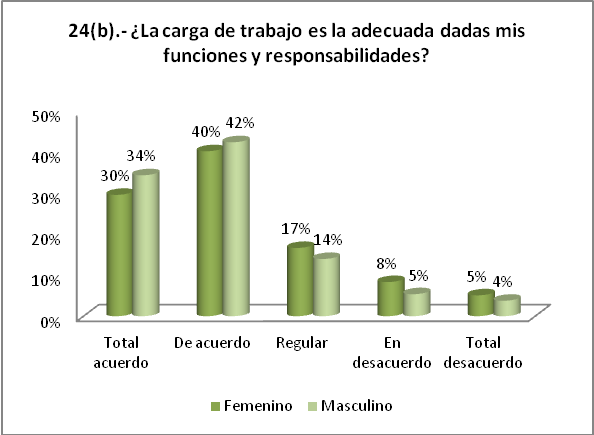 24(b).- ¿La carga de trabajo es la adecuada dadas mis
funciones y responsabilidades?
50%
40%
30%
20%
10%
0%
30%
34%
40%
42%
17%
14%
8%
5%
5%
4%
Total
acuerdo
De acuerdo
Regular
En
desacuerdo
Total
desacuerdo
Femenino
Masculino